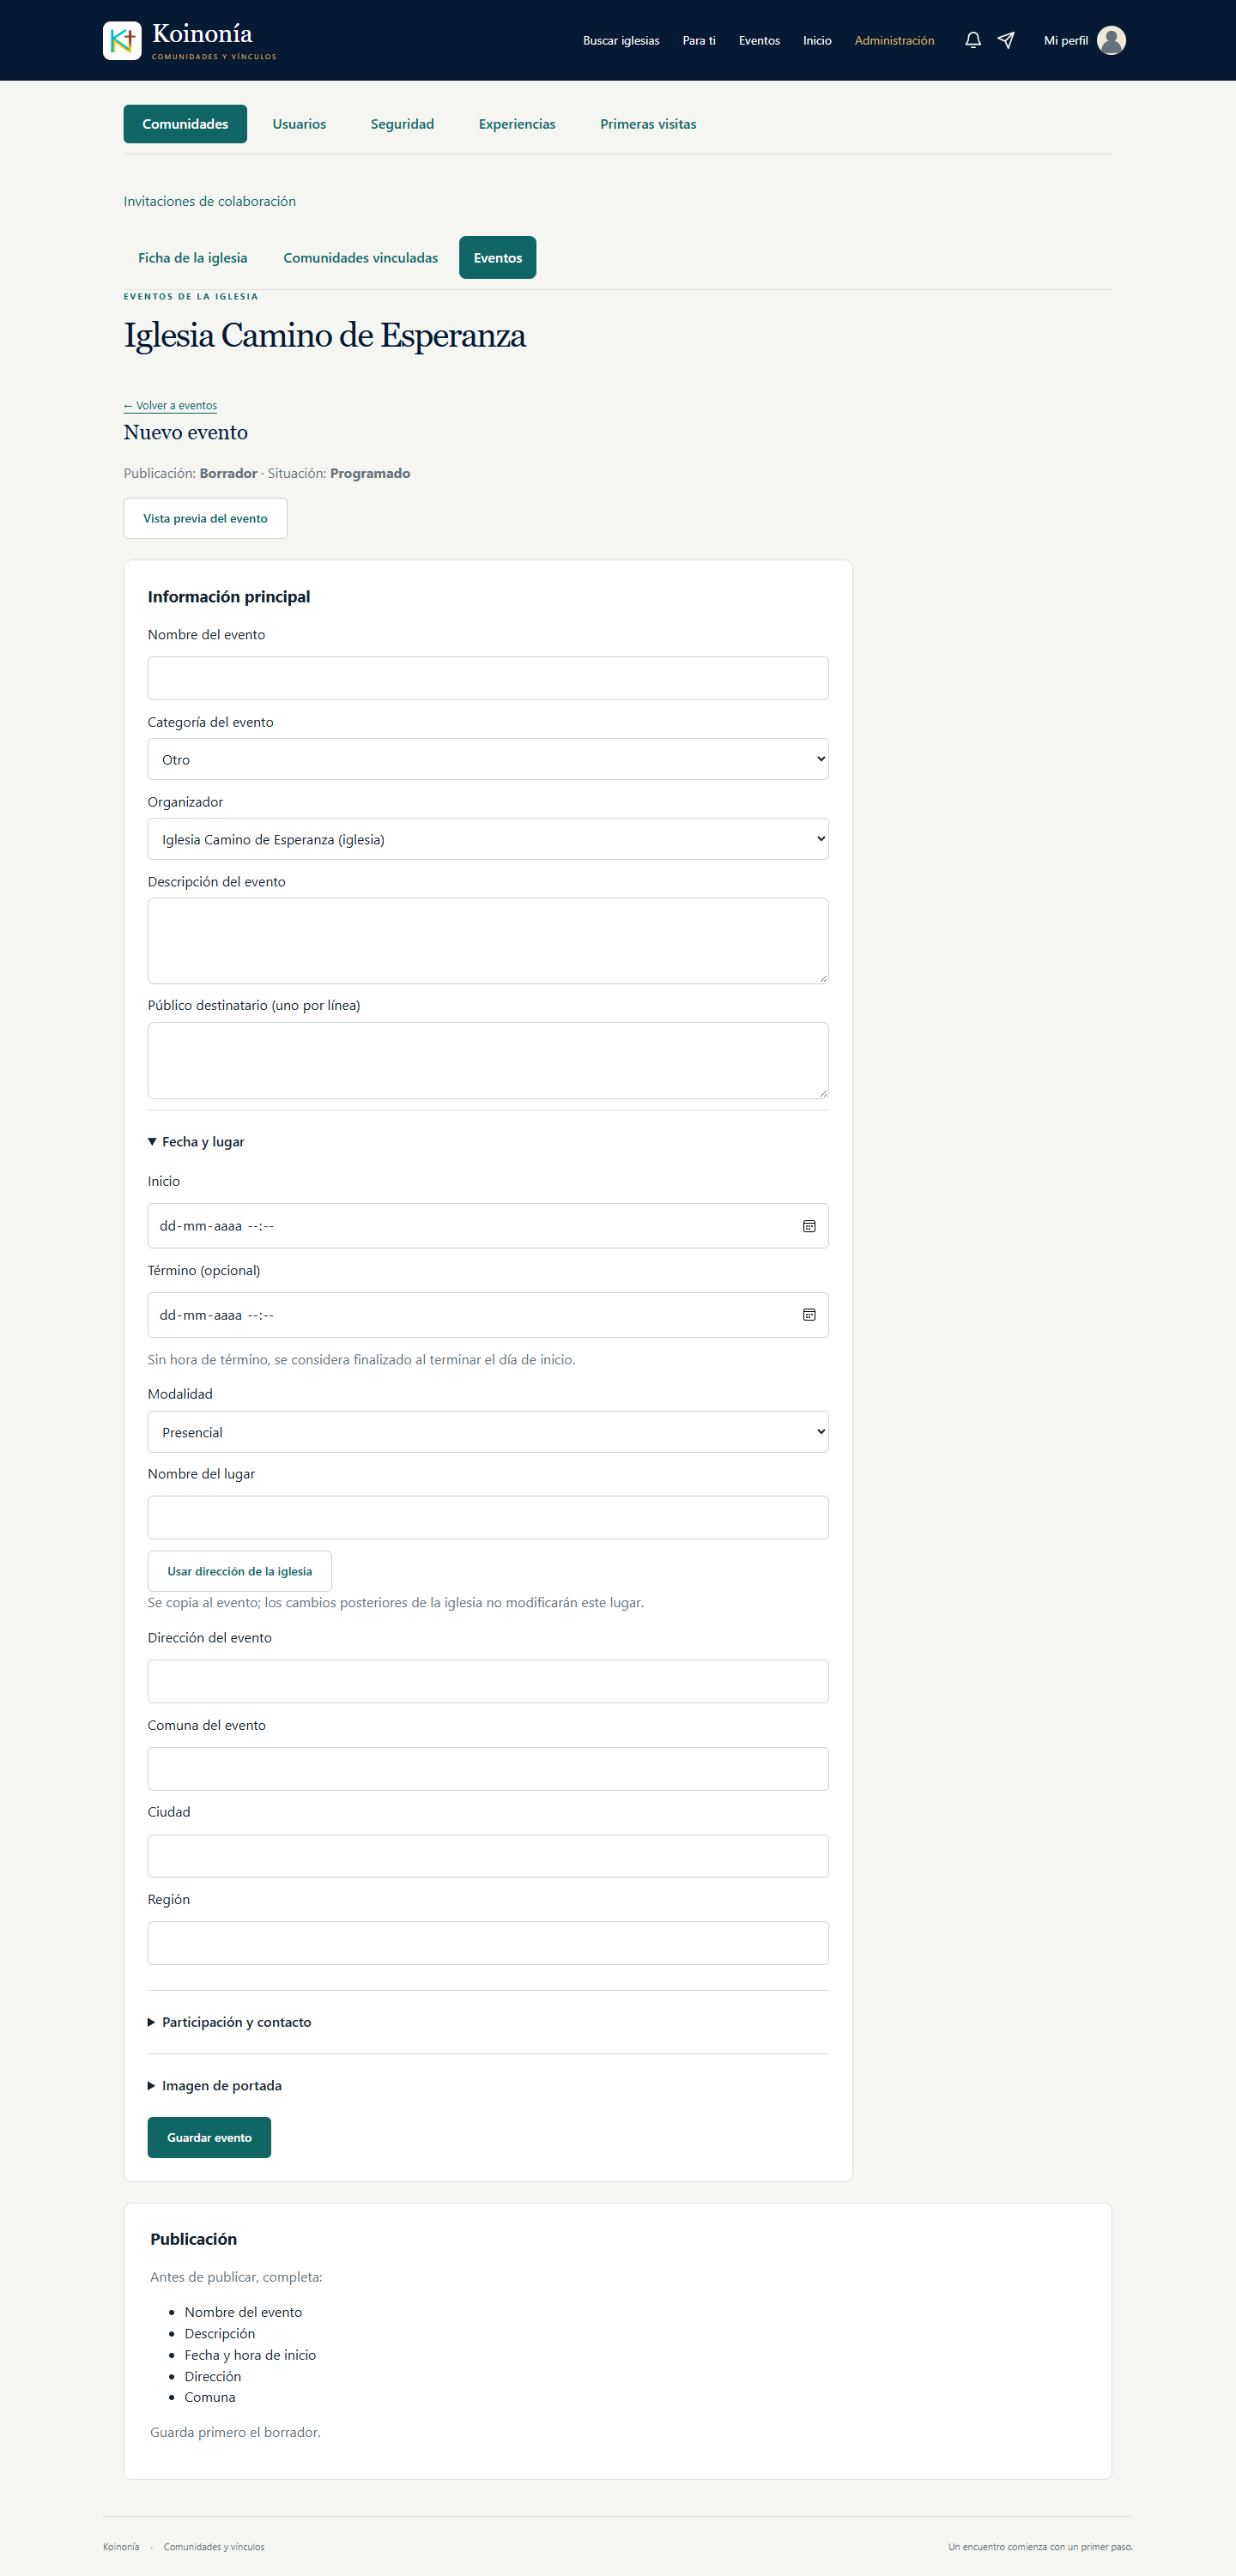 Koinonía
COMUNIDADES Y VÍNCULOS
Buscar iglesias Para ti Eventos Inicio Administración Mi perfil
Comunidades Usuarios Seguridad Experiencias Primeras visitas
Invitaciones de colaboración
Ficha de la iglesia Comunidades vinculadas Eventos
EVENTOS DE LA IGLESIA
Iglesia Camino de Esperanza
← Volver a eventos
Nuevo evento
Publicación: Borrador · Situación: Programado
Vista previa del evento
Información principal
Nombre del evento
Categoría del evento
Otro
Organizador
Iglesia Camino de Esperanza (iglesia)
Descripción del evento
Público destinatario (uno por línea)
▼ Fecha y lugar
Inicio
dd-mm-aaaa --:--
Término (opcional)
dd-mm-aaaa --:--
Sin hora de término, se considera finalizado al terminar el día de inicio.
Modalidad
Presencial
Nombre del lugar
Usar dirección de la iglesia
Se copia al evento; los cambios posteriores de la iglesia no modificarán este lugar.
Dirección del evento
Comuna del evento
Ciudad
Región
▶ Participación y contacto
▶ Imagen de portada
Guardar evento
Publicación
Antes de publicar, completa:
• Nombre del evento
• Descripción
• Fecha y hora de inicio
• Dirección
• Comuna
Guarda primero el borrador.
Koinonía · Comunidades y vínculos Un encuentro comienza con un primer paso.